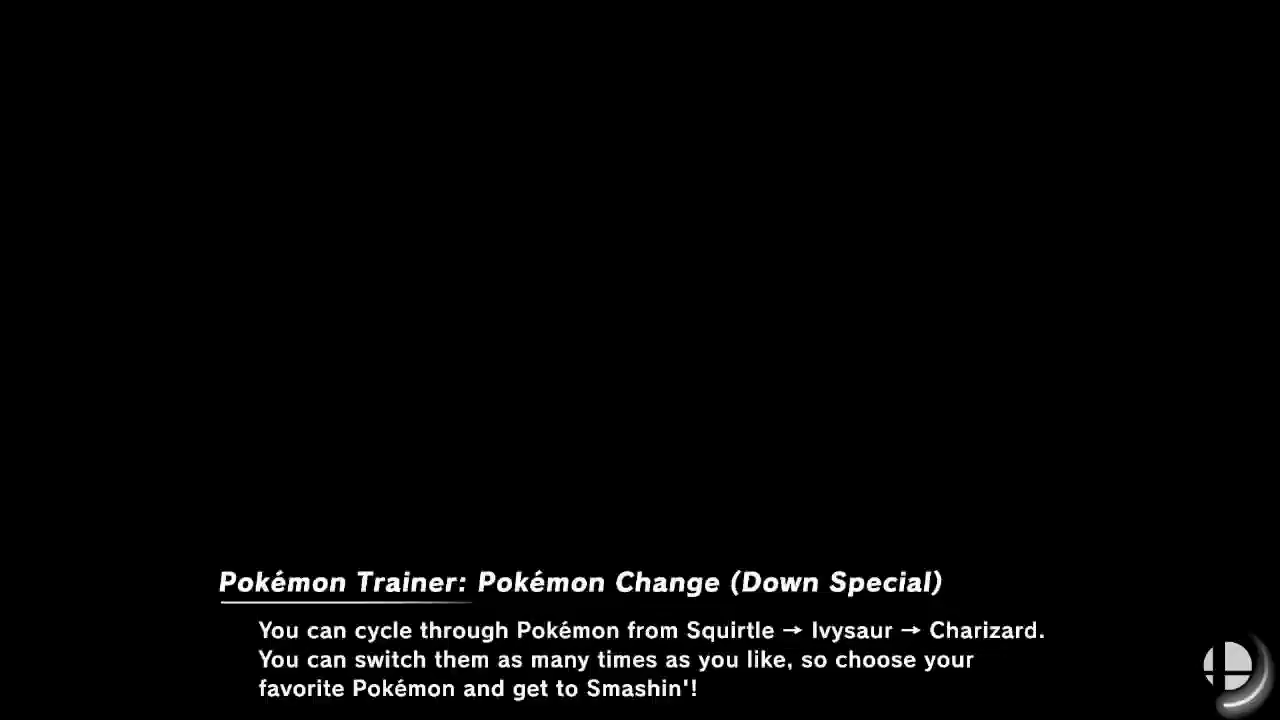 Pokémon Trainer: Pokémon Change (Down Special)
You can cycle through Pokémon from Squirtle → Ivysaur → Charizard.
You can switch them as many times as you like, so choose your
favorite Pokémon and get to Smashin'!